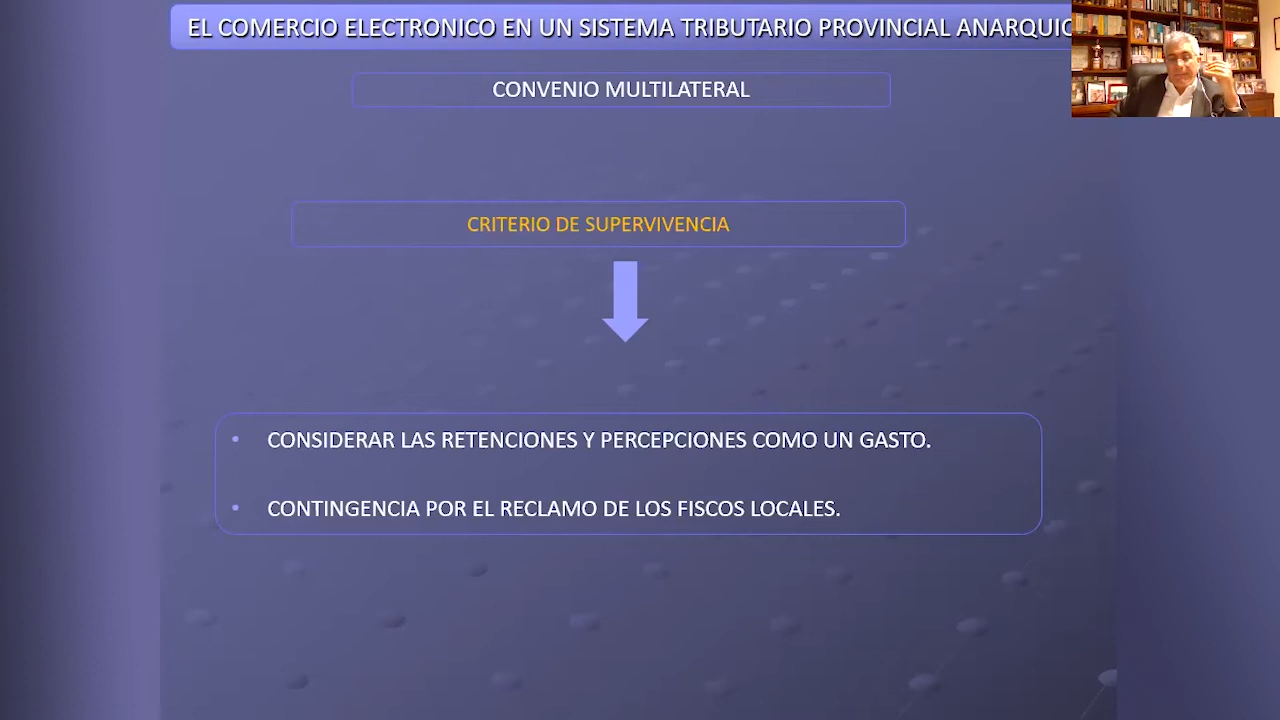 EL COMERCIO ELECTRONICO EN UN SISTEMA TRIBUTARIO PROVINCIAL
CONVENIO MULTILATERAL
CRITERIO DE SUPERVIVENCIA
• CONSIDERAR LAS RETENCIONES Y PERCEPCIONES COMO UN GASTO.
• CONTINGENCIA POR EL RECLAMO DE LOS FISCOS LOCALES.